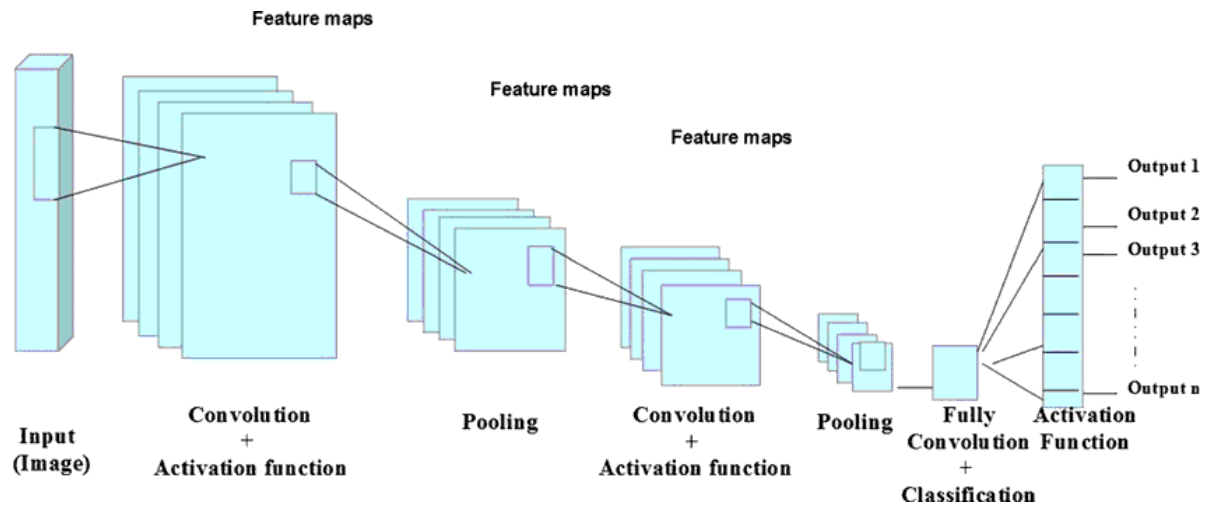 Feature maps
Feature maps
Feature maps
Output 1
Output 2
Output 3
Output n
Input
(Image)
Convolution
+
Activation function
Pooling
Convolution
+
Activation function
Pooling
Fully
Convolution
+
Classification
Activation
Function